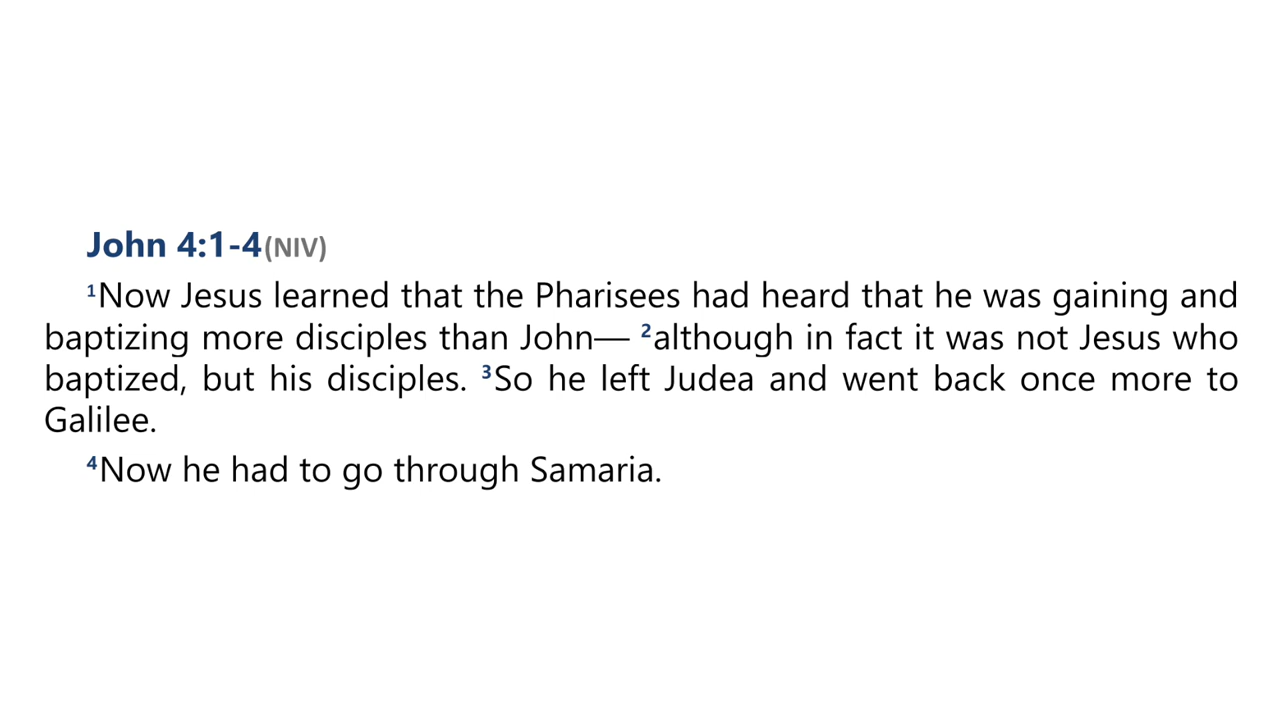 John 4:1-4(NIV)
¹Now Jesus learned that the Pharisees had heard that he was gaining and
baptizing more disciples than John— ²although in fact it was not Jesus who
baptized, but his disciples. ³So he left Judea and went back once more to
Galilee.
⁴Now he had to go through Samaria.